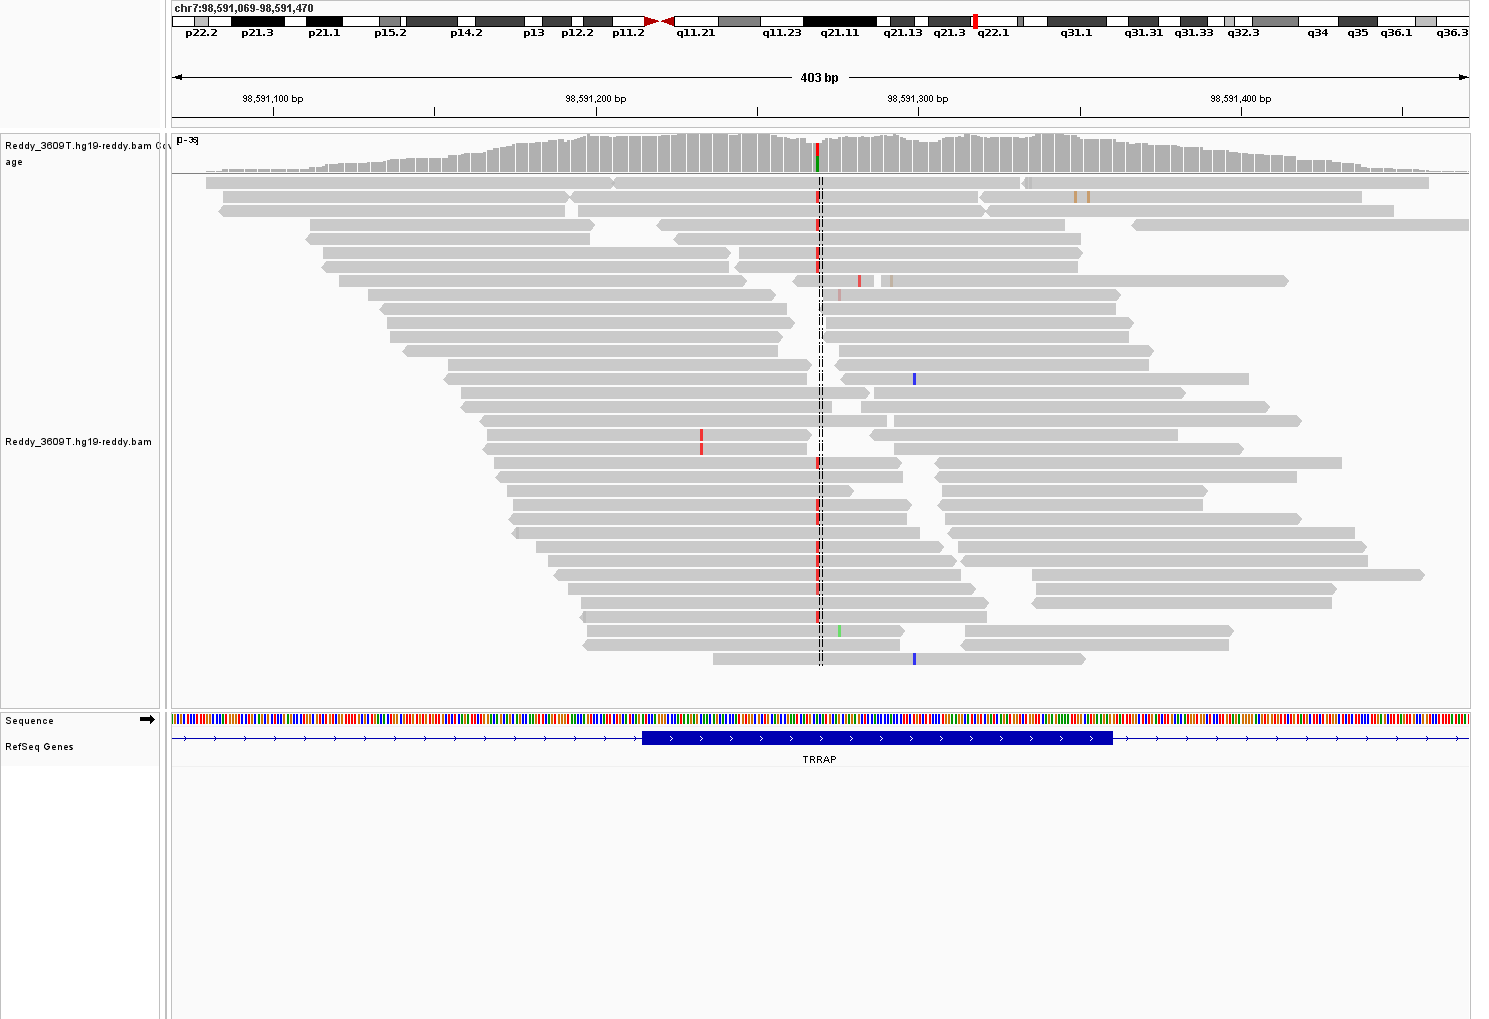 chr7:98,591,069-98,591,470
p22.2 p21.3 p21.1 p15.2 p14.2 p13 p12.2 p11.2 q11.21 q11.23 q21.11 q21.13 q21.3 q22.1 q31.1 q31.31 q31.33 q32.3 q34 q35 q36.1 q36.3
403 bp
98,591,100 bp 98,591,200 bp 98,591,300 bp 98,591,400 bp
Reddy_3609T.hg19-reddy.bam Cov
age
Reddy_3609T.hg19-reddy.bam
Sequence
RefSeq Genes
TRRAP